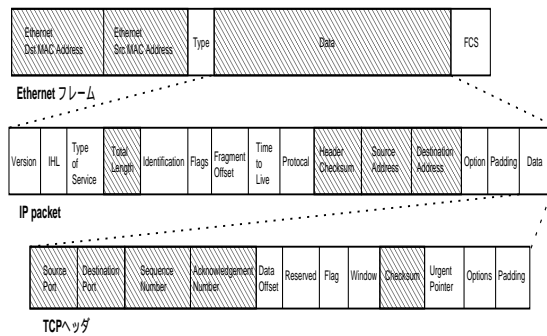 Ethernet
Dst MAC Address
Ethernet
Src MAC Address
Type
Data
FCS
Ethernet フレーム
Version
IHL
Type
of
Service
Total
Length
Identification
Flags
Fragment
Offset
Time
to
Live
Protocal
Header
Checksum
Source
Address
Destination
Address
Option
Padding
Data
IP packet
Source
Port
Destination
Port
Sequence
Number
Acknowledgement
Number
Data
Offset
Reserved
Flag
Window
Checksum
Urgent
Pointer
Options
Padding
TCPヘッダ